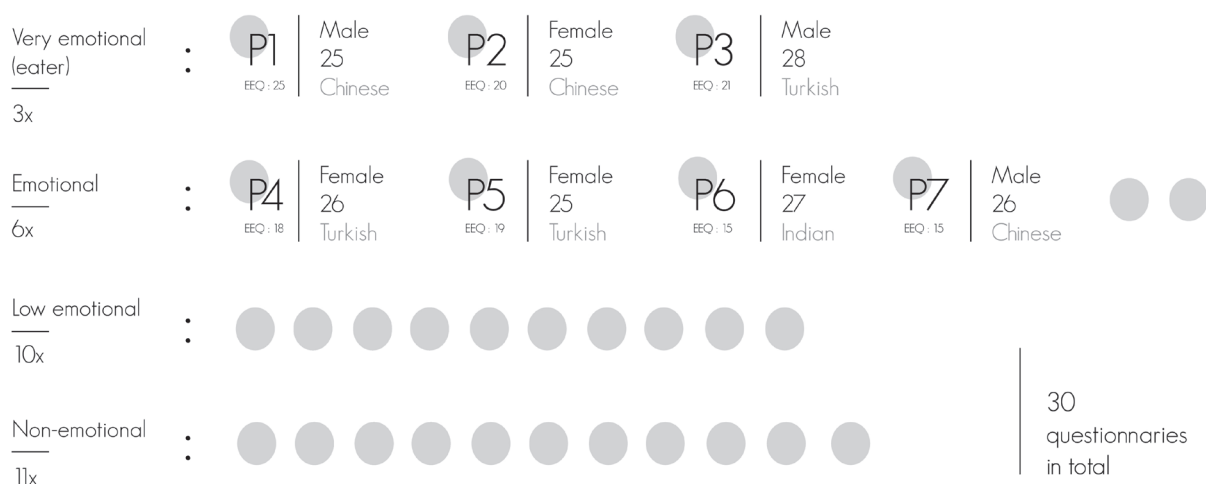 Very emotional
(eater)
3x
:
P1
EEQ : 25
Male
25
Chinese
P2
EEQ : 20
Female
25
Chinese
P3
EEQ : 21
Male
28
Turkish
Emotional
6x
:
P4
EEQ : 18
Female
26
Turkish
P5
EEQ : 19
Female
25
Turkish
P6
EEQ : 15
Female
27
Indian
P7
EEQ : 15
Male
26
Chinese
Low emotional
10x
:
Non-emotional
11x
:
30
questionnaries
in total